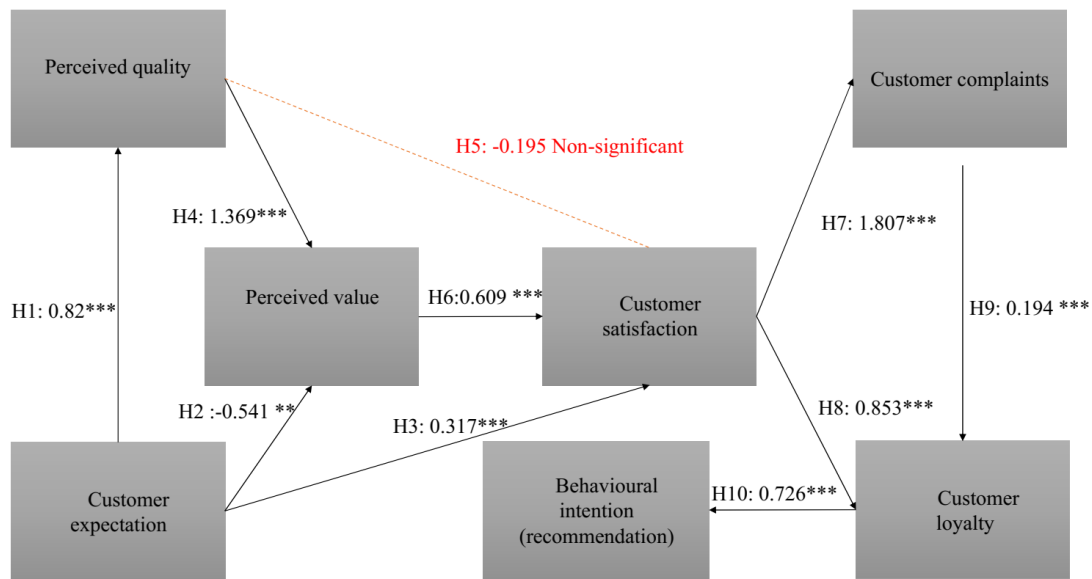 Perceived quality
Customer complaints
H5: -0.195 Non-significant
H4: 1.369***
H7: 1.807***
Perceived value
H6:0.609 ***
Customer
satisfaction
H1: 0.82***
H9: 0.194 ***
H2 :-0.541 **
H3: 0.317***
H8: 0.853***
Customer
expectation
Behavioural
intention
(recommendation)
H10: 0.726***
Customer
loyalty